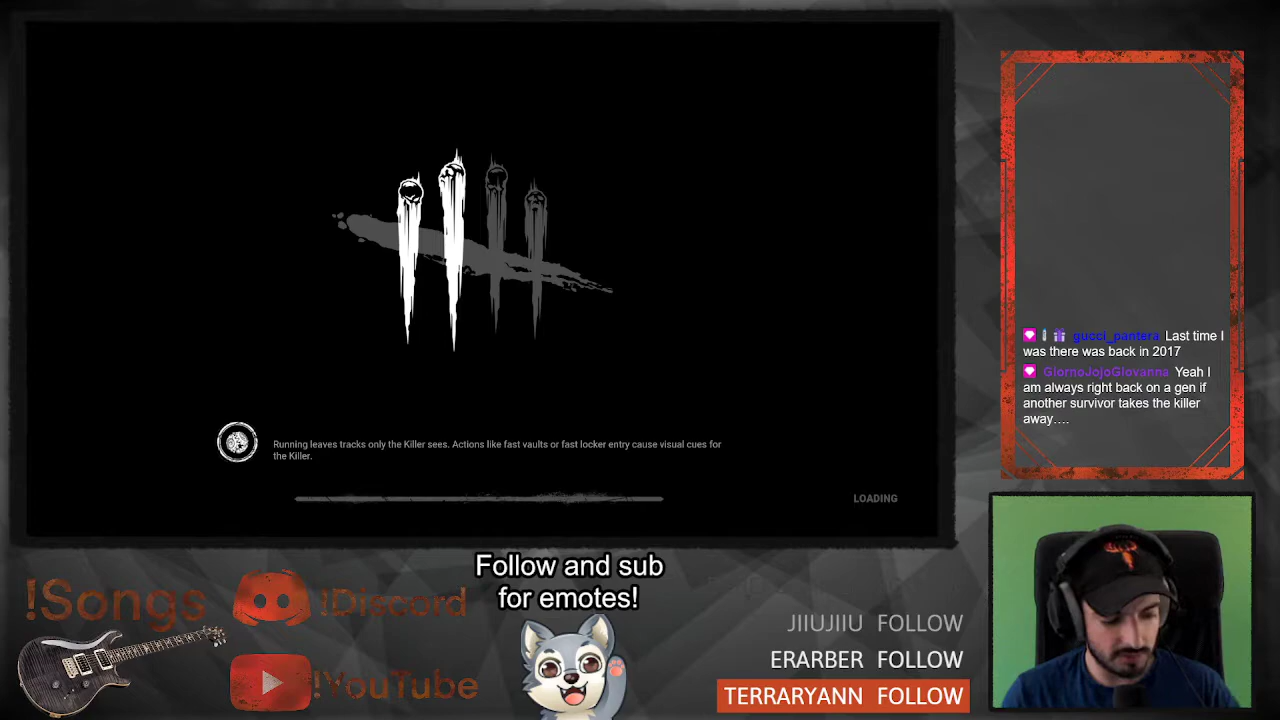 Running leaves tracks only the Killer sees. Actions like fast vaults or fast locker entry cause visual cues for
the Killer.
LOADING
gucci_pantera Last time I
was there was back in 2017
GiornoJojoGiovanna Yeah I
am always right back on a gen if
another survivor takes the killer
away....
!Songs
!Discord
!YouTube
Follow and sub
for emotes!
JIIUJIIU FOLLOW
ERARBER FOLLOW
TERRARYANN FOLLOW